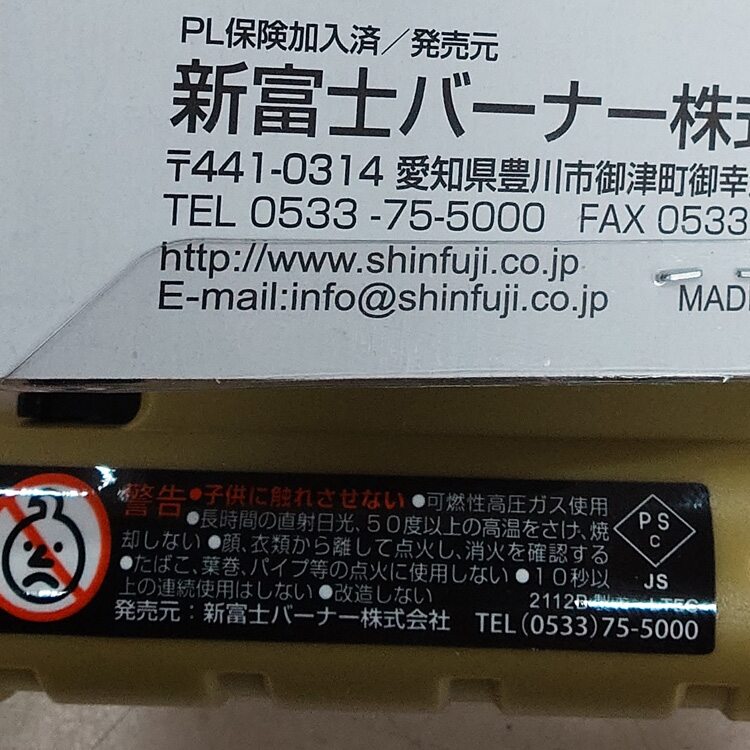 PL保険加入済／発売元
新富士バーナー株式
〒441-0314 愛知県豊川市御津町御幸
TEL 0533 -75-5000 FAX 0533
http://www.shinfuji.co.jp
E-mail:info@shinfuji.co.jp MADE
警告●子供に触れさせない ●可燃性高圧ガス使用
●長時間の直射日光、50度以上の高温をさけ、焼
却しない ●顔、衣類から離して点火し、消火を確認する
●たばこ、葉巻、パイプ等の点火に使用しない ●10秒以
上の連続使用はしない ●改造しない
PS
C
JS
発売元：新富士バーナー株式会社 TEL(0533)75-5000